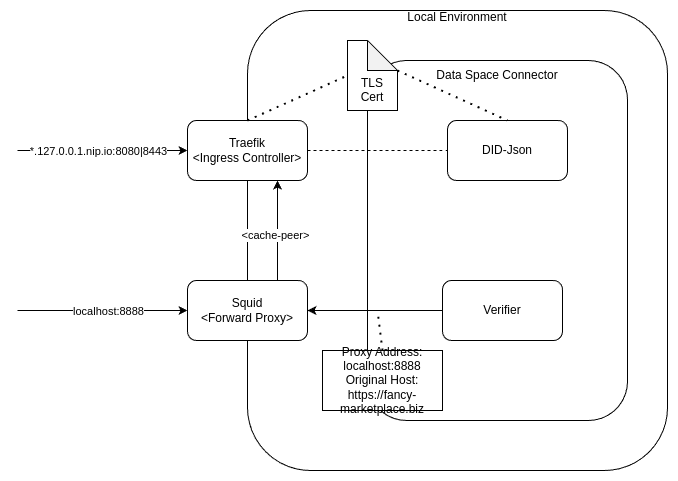 Local Environment
Data Space Connector
TLS
Cert
Traefik
<Ingress Controller>
DID-Json
*.127.0.0.1.nip.io:8080|8443
<cache-peer>
Squid
<Forward Proxy>
Verifier
localhost:8888
Proxy Address:
localhost:8888
Original Host:
https://fancy-
marketplace.biz